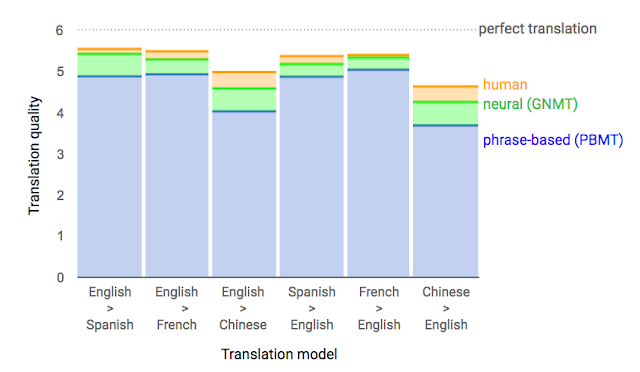 6
perfect translation
5
human
neural (GNMT)
4
phrase-based (PBMT)
3
2
1
0
Translation quality
English
>
Spanish
English
>
French
English
>
Chinese
Spanish
>
English
French
>
English
Chinese
>
English
Translation model